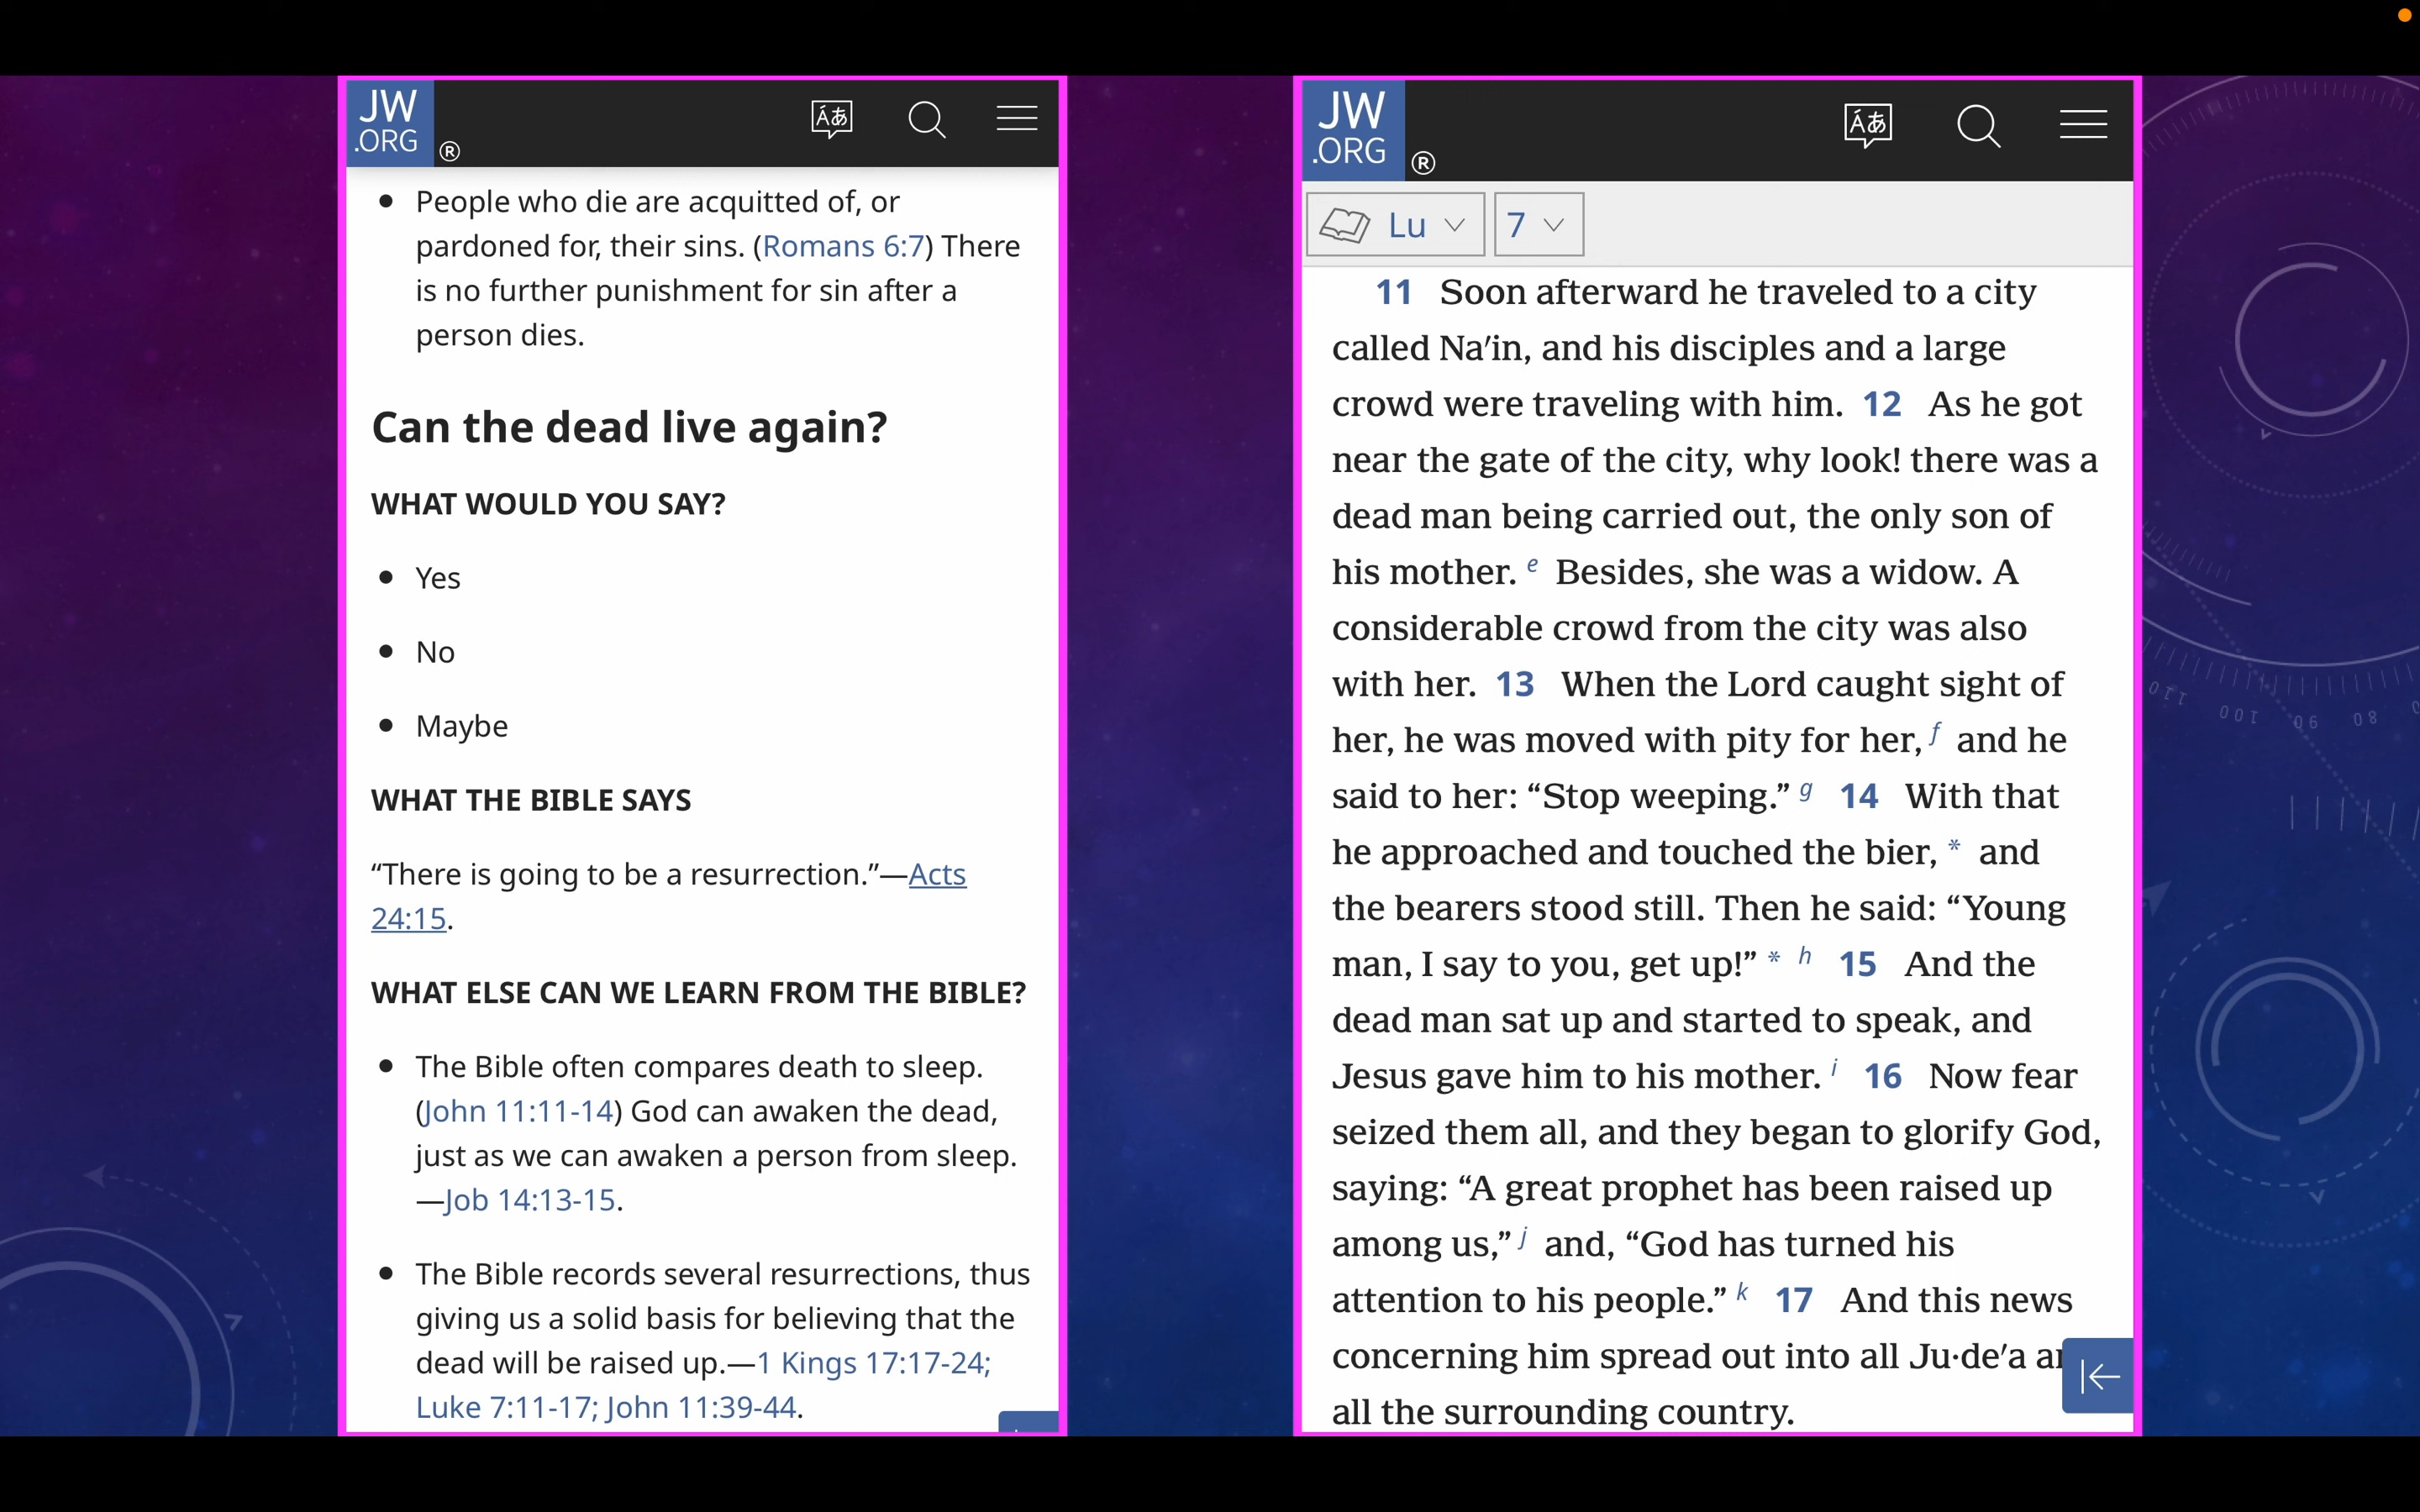 JW
.ORG
®
Áあ
People who die are acquitted of, or
pardoned for, their sins. (Romans 6:7) There
is no further punishment for sin after a
person dies.
Can the dead live again?
WHAT WOULD YOU SAY?
Yes
No
Maybe
WHAT THE BIBLE SAYS
“There is going to be a resurrection.”—Acts
24:15.
WHAT ELSE CAN WE LEARN FROM THE BIBLE?
The Bible often compares death to sleep.
(John 11:11-14) God can awaken the dead,
just as we can awaken a person from sleep.
—Job 14:13-15.
The Bible records several resurrections, thus
giving us a solid basis for believing that the
dead will be raised up.—1 Kings 17:17-24;
Luke 7:11-17; John 11:39-44.
JW
.ORG
®
Áあ
Lu 7
11 Soon afterward he traveled to a city
called Naʹin, and his disciples and a large
crowd were traveling with him. 12 As he got
near the gate of the city, why look! there was a
dead man being carried out, the only son of
his mother. e Besides, she was a widow. A
considerable crowd from the city was also
with her. 13 When the Lord caught sight of
her, he was moved with pity for her, f and he
said to her: “Stop weeping.” g 14 With that
he approached and touched the bier, * and
the bearers stood still. Then he said: “Young
man, I say to you, get up!” * h 15 And the
dead man sat up and started to speak, and
Jesus gave him to his mother. i 16 Now fear
seized them all, and they began to glorify God,
saying: “A great prophet has been raised up
among us,” j and, “God has turned his
attention to his people.” k 17 And this news
concerning him spread out into all Ju·deʹa
all the surrounding country.
110 100 90 80